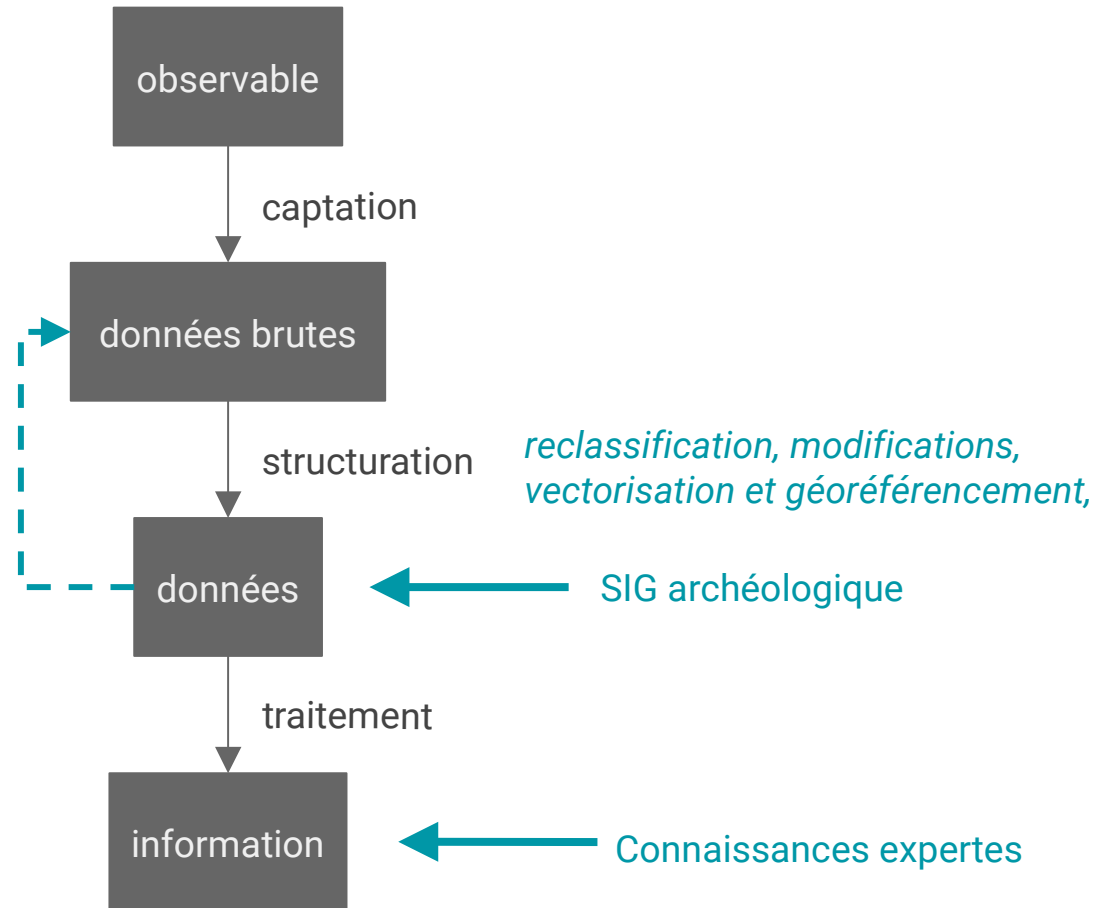 observable
captation
données brutes
structuration
reclassification, modifications,
vectorisation et géoréférencement,
données
SIG archéologique
traitement
information
Connaissances expertes